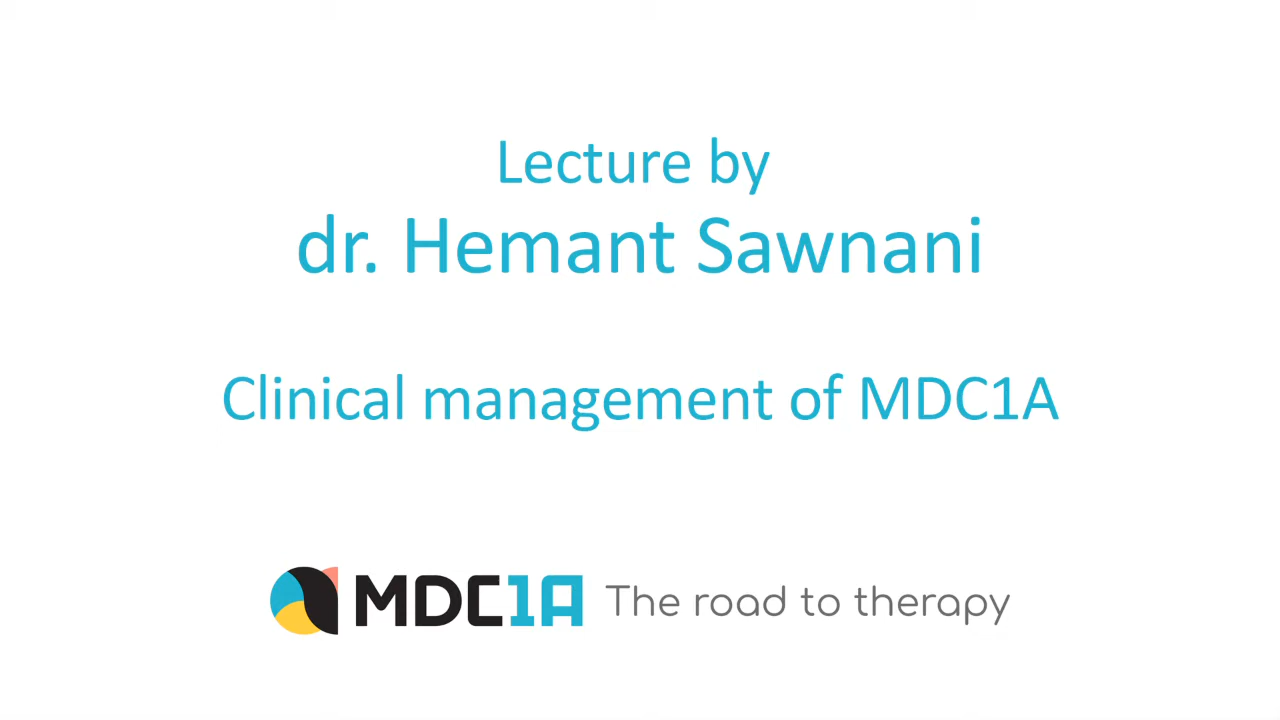 Lecture by
dr. Hemant Sawnani
Clinical management of MDC1A
MDC1A The road to therapy